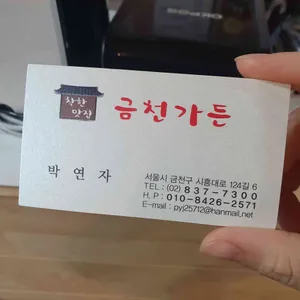 착한
맛집
금천가든
박 연 자
서울시 금천구 시흥대로 124길 6
TEL : (02) 837-7300
H. P : 010-8426-2571
E-mail : pyj25712@hanmail.net